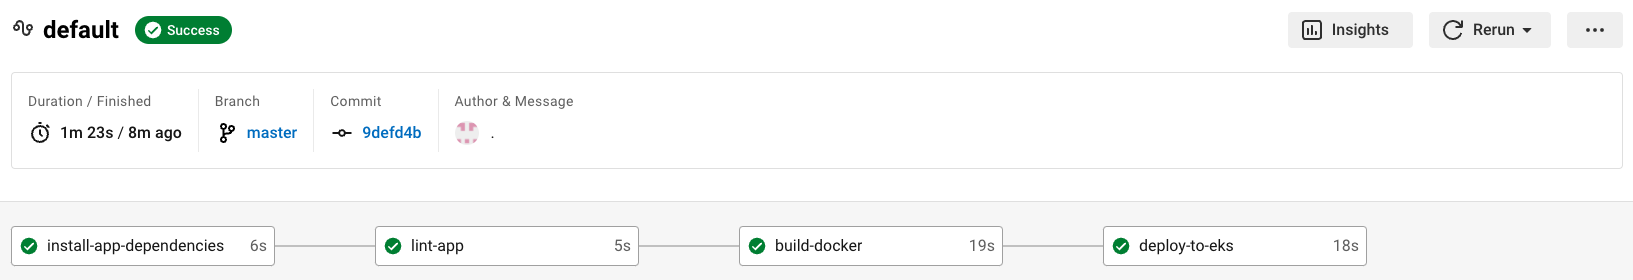 default Success Insights Rerun
Duration / Finished Branch Commit Author & Message
1m 23s / 8m ago master 9defd4b .
install-app-dependencies 6s lint-app 5s build-docker 19s deploy-to-eks 18s